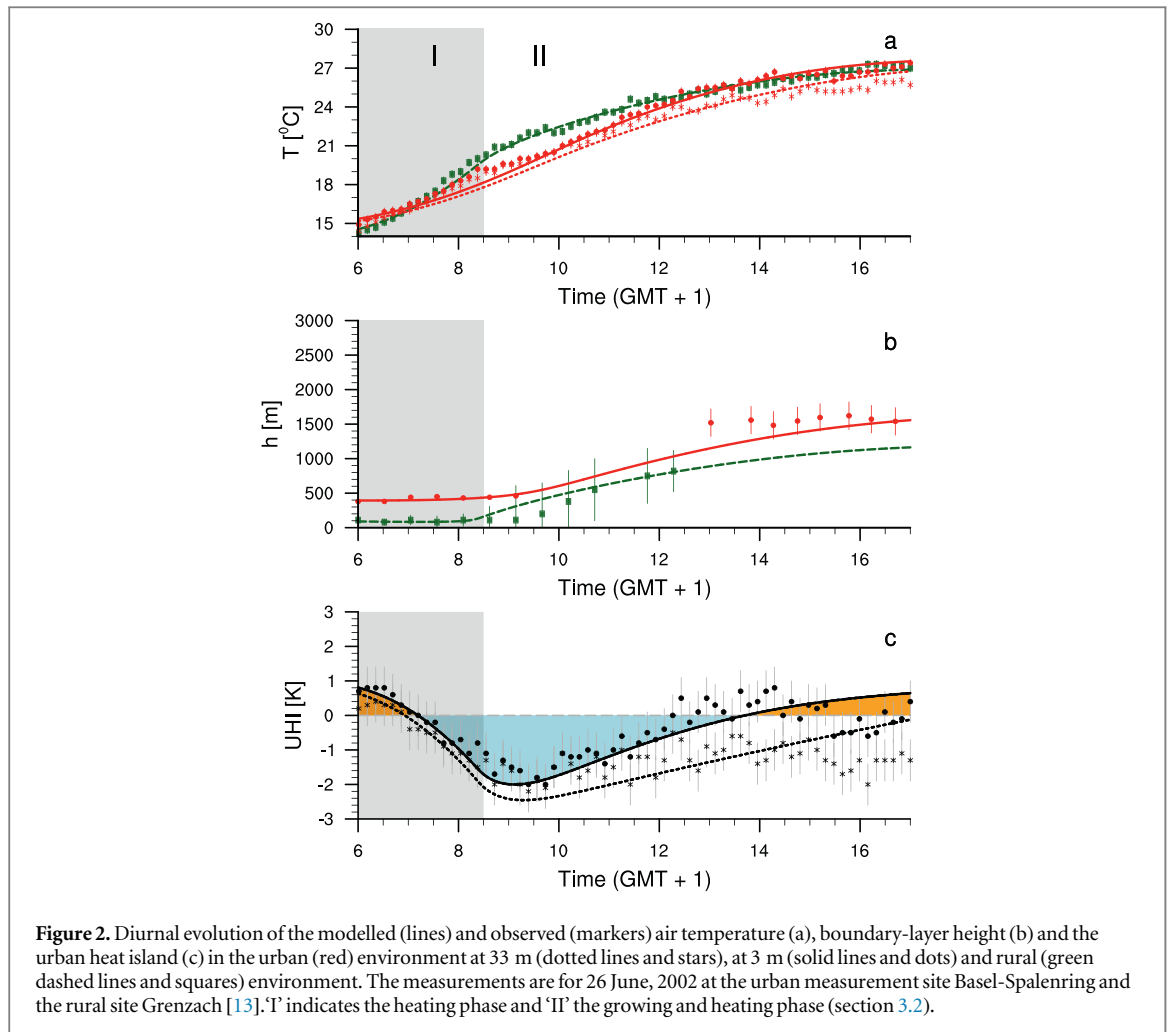 30
27
24
21
18
15
T [⁰C]
I
II
a
6
8
10
12
14
16
Time (GMT + 1)
3000
2500
2000
1500
1000
500
0
h [m]
b
6
8
10
12
14
16
Time (GMT + 1)
3
2
1
0
-1
-2
-3
UHI [K]
c
6
8
10
12
14
16
Time (GMT + 1)
Figure 2. Diurnal evolution of the modelled (lines) and observed (markers) air temperature (a), boundary-layer height (b) and the
urban heat island (c) in the urban (red) environment at 33 m (dotted lines and stars), at 3 m (solid lines and dots) and rural (green
dashed lines and squares) environment. The measurements are for 26 June, 2002 at the urban measurement site Basel-Spalenring and
the rural site Grenzach [13].‘I’ indicates the heating phase and ‘II’ the growing and heating phase (section 3.2).